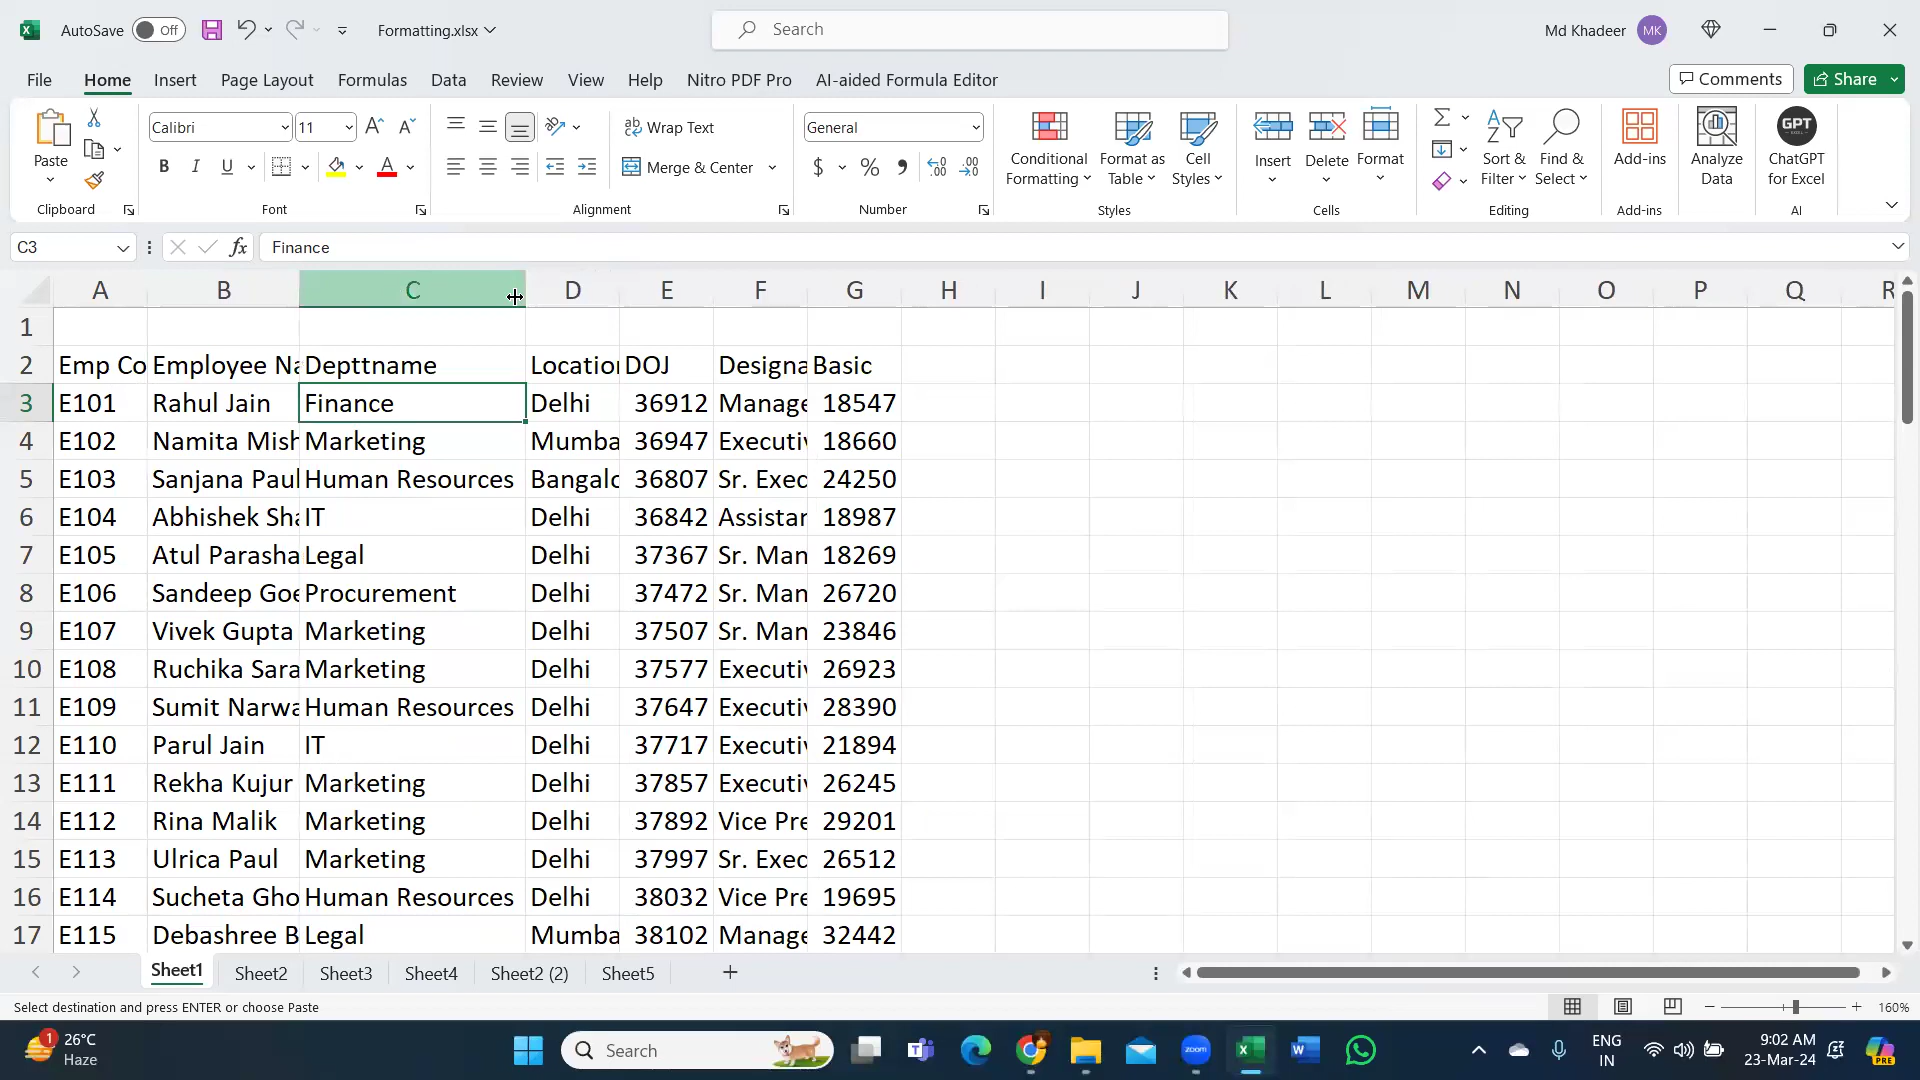 AutoSave Off Formatting.xlsx Search Md Khadeer MK
File Home Insert Page Layout Formulas Data Review View Help Nitro PDF Pro AI-aided Formula Editor Comments Share
Paste Calibri 11 Wrap Text General Conditional Formatting Format as Table Cell Styles Insert Delete Format Sort & Filter Find & Select Add-ins Analyze Data GPT ChatGPT for Excel
B I U A Merge & Center $ %
Clipboard Font Alignment Number Styles Cells Editing Add-ins AI
C3 fx Finance
A B C D E F G H I J K L M N O P Q R
1
2 Emp Co Employee Na Depttname Location DOJ Designa Basic
3 E101 Rahul Jain Finance Delhi 36912 Manage 18547
4 E102 Namita Mish Marketing Mumba 36947 Executiv 18660
5 E103 Sanjana Paul Human Resources Bangalo 36807 Sr. Exec 24250
6 E104 Abhishek Sha IT Delhi 36842 Assistan 18987
7 E105 Atul Parasha Legal Delhi 37367 Sr. Man 18269
8 E106 Sandeep Goe Procurement Delhi 37472 Sr. Man 26720
9 E107 Vivek Gupta Marketing Delhi 37507 Sr. Man 23846
10 E108 Ruchika Sara Marketing Delhi 37577 Executiv 26923
11 E109 Sumit Narwa Human Resources Delhi 37647 Executiv 28390
12 E110 Parul Jain IT Delhi 37717 Executiv 21894
13 E111 Rekha Kujur Marketing Delhi 37857 Executiv 26245
14 E112 Rina Malik Marketing Delhi 37892 Vice Pre 29201
15 E113 Ulrica Paul Marketing Delhi 37997 Sr. Exec 26512
16 E114 Sucheta Gho Human Resources Delhi 38032 Vice Pre 19695
17 E115 Debashree B Legal Mumba 38102 Manage 32442
Sheet1 Sheet2 Sheet3 Sheet4 Sheet2 (2) Sheet5
Select destination and press ENTER or choose Paste 160%
1 26°C Search zoom ENG 9:02 AM
Haze IN 23-Mar-24 PRE